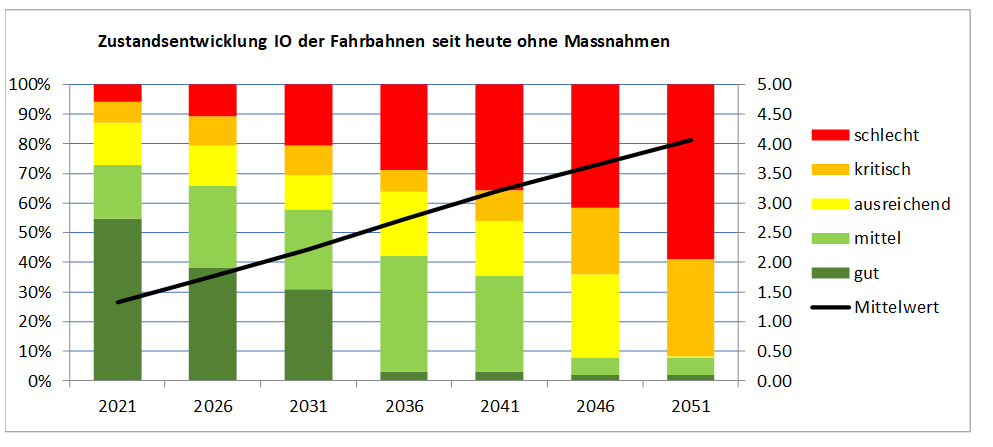 Zustandsentwicklung IO der Fahrbahnen seit heute ohne Massnahmen
100%
90%
80%
70%
60%
50%
40%
30%
20%
10%
0%
5.00
4.50
4.00
3.50
3.00
2.50
2.00
1.50
1.00
0.50
0.00
2021 2026 2031 2036 2041 2046 2051
schlecht
kritisch
ausreichend
mittel
gut
Mittelwert